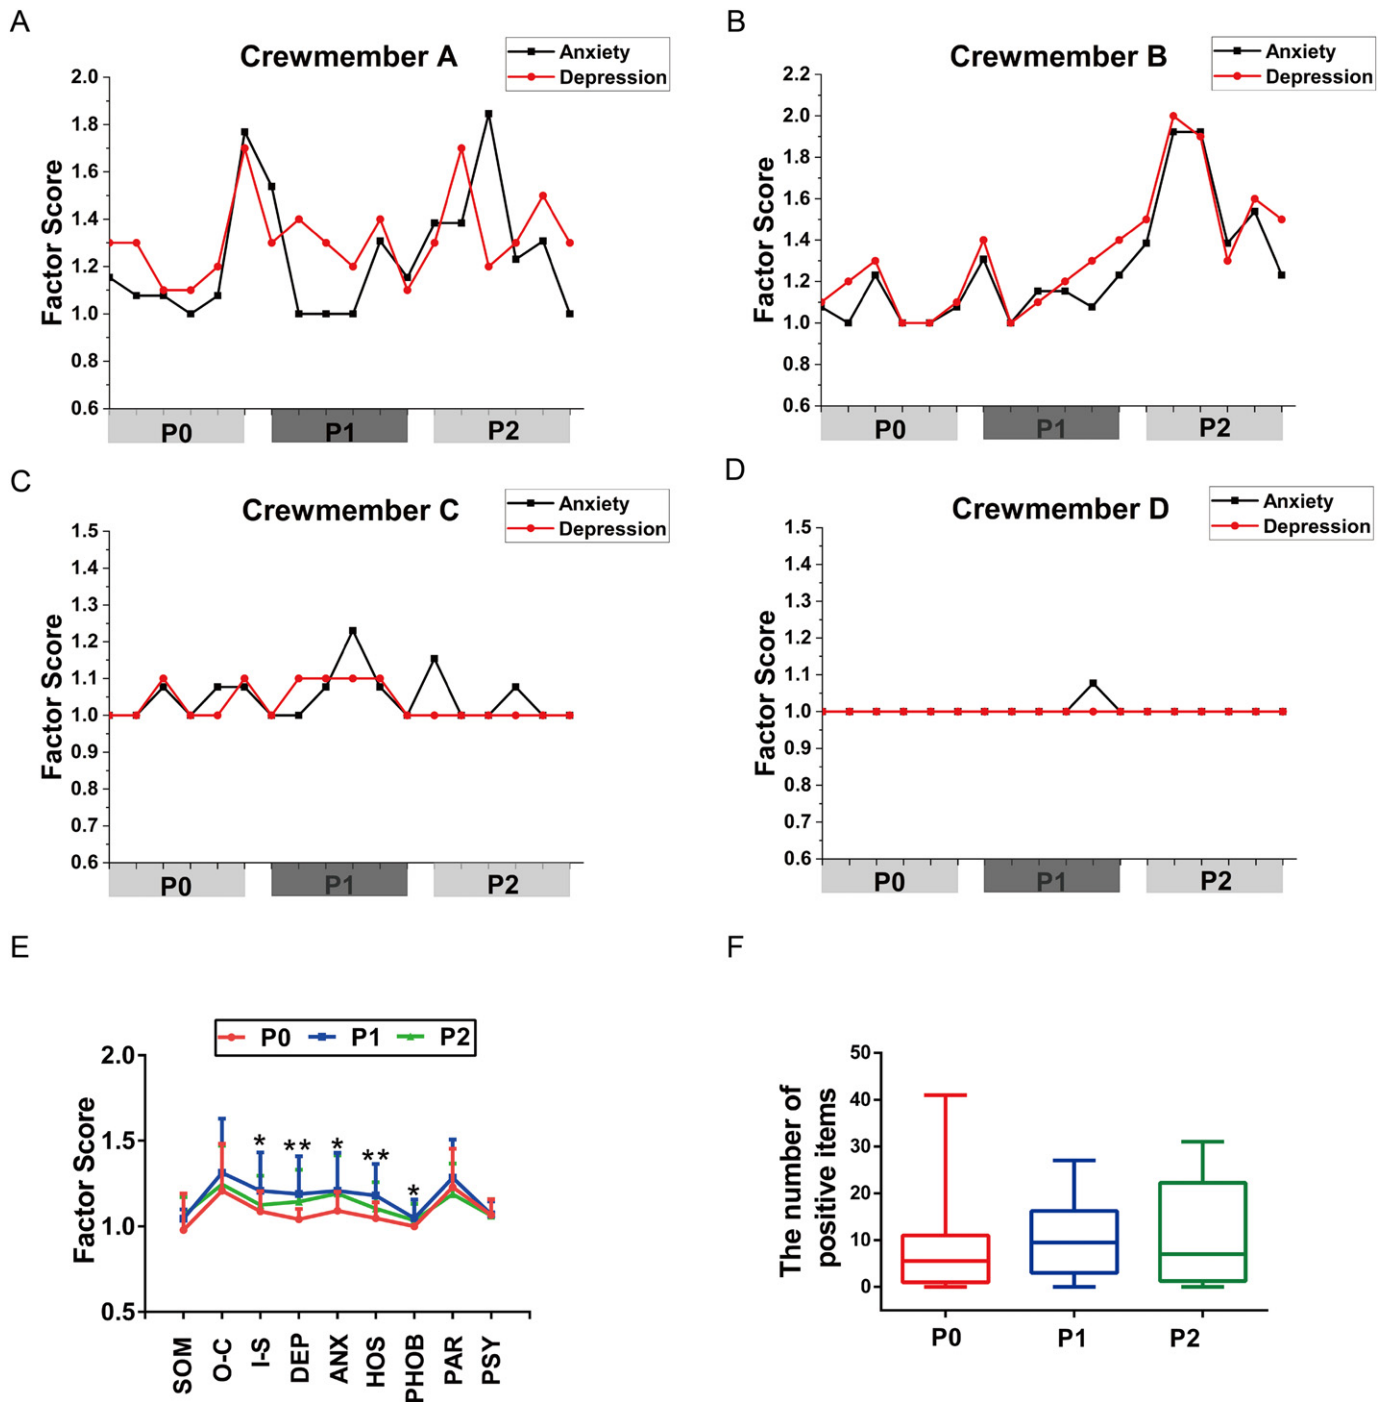 A
Crewmember A
Anxiety
Depression
Factor Score
2.0
1.8
1.6
1.4
1.2
1.0
0.8
0.6
P0 P1 P2
B
Crewmember B
Anxiety
Depression
Factor Score
2.2
2.0
1.8
1.6
1.4
1.2
1.0
0.8
0.6
P0 P1 P2
C
Crewmember C
Anxiety
Depression
Factor Score
1.5
1.4
1.3
1.2
1.1
1.0
0.9
0.8
0.7
0.6
P0 P1 P2
D
Crewmember D
Anxiety
Depression
Factor Score
1.5
1.4
1.3
1.2
1.1
1.0
0.9
0.8
0.7
0.6
P0 P1 P2
E
P0 P1 P2
Factor Score
2.0
1.5
1.0
0.5
* ** * ** *
SOM O-C I-S DEP ANX HOS PHOB PAR PSY
F
The number of
positive items
50
40
30
20
10
0
P0 P1 P2